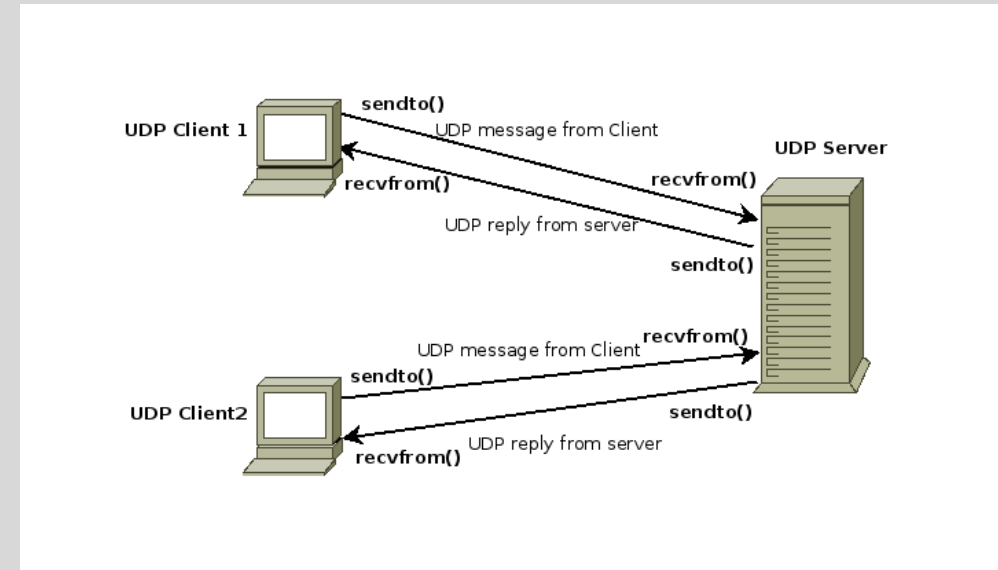 sendto()
UDP Client 1
UDP message from Client
UDP Server
recvfrom()
recvfrom()
UDP reply from server
sendto()
recvfrom()
UDP message from Client
sendto()
UDP Client2
sendto()
UDP reply from server
recvfrom()